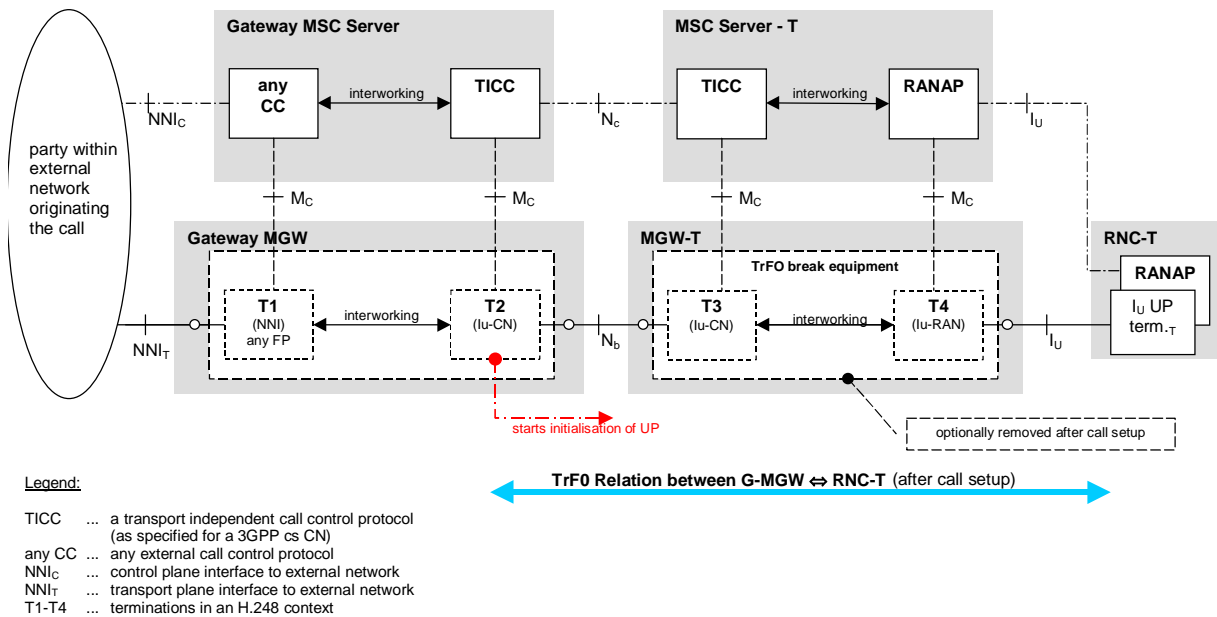 Gateway MSC Server
MSC Server - T
any
CC
interworking
TICC
TICC
interworking
RANAP
NNIC
NC
IU
party within
external
network
originating
the call
MC
MC
MC
MC
Gateway MGW
MGW-T
RNC-T
TrFO break equipment
RANAP
T1
(NNI)
any FP
interworking
T2
(Iu-CN)
T3
(Iu-CN)
interworking
T4
(Iu-RAN)
IU UP
term.T
NNIT
Nb
IU
starts initialisation of UP
optionally removed after call setup
TrF0 Relation between G-MGW ⇔ RNC-T (after call setup)
Legend:
TICC ... a transport independent call control protocol
(as specified for a 3GPP cs CN)
any CC ... any external call control protocol
NNIC ... control plane interface to external network
NNIT ... transport plane interface to external network
T1-T4 ... terminations in an H.248 context